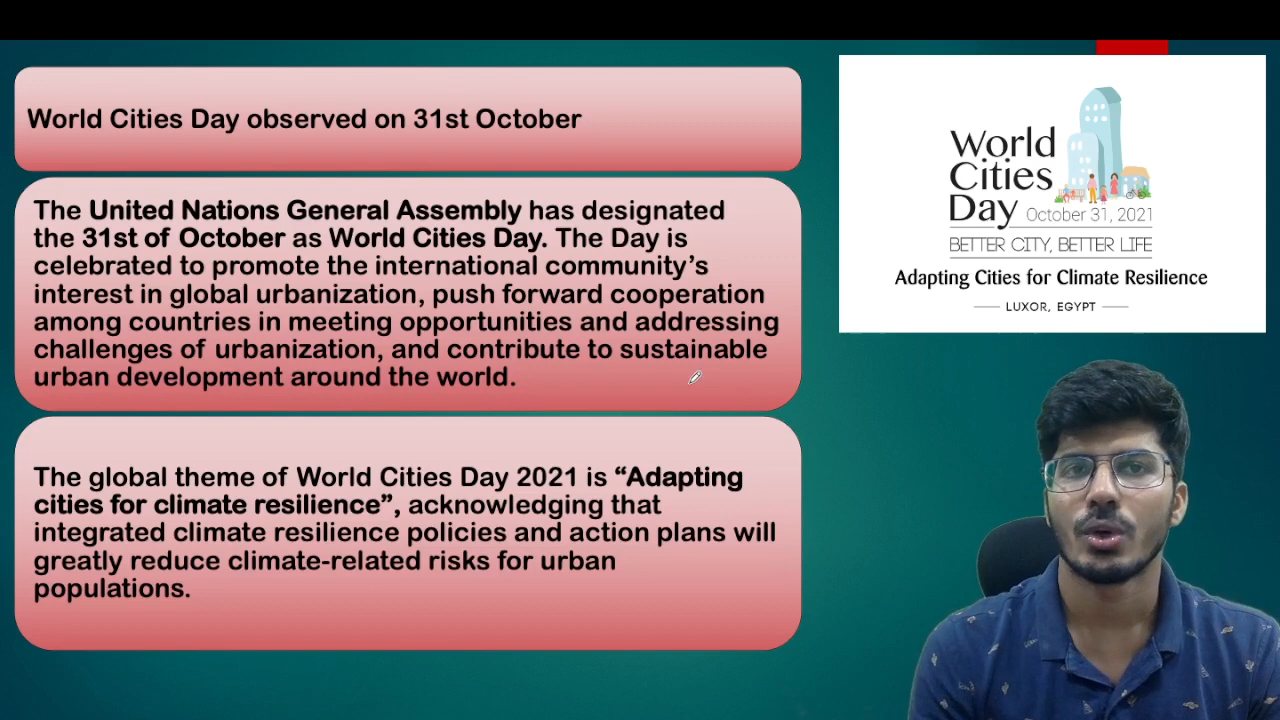 World Cities Day observed on 31st October
The United Nations General Assembly has designated
the 31st of October as World Cities Day. The Day is
celebrated to promote the international community’s
interest in global urbanization, push forward cooperation
among countries in meeting opportunities and addressing
challenges of urbanization, and contribute to sustainable
urban development around the world.
The global theme of World Cities Day 2021 is “Adapting
cities for climate resilience”, acknowledging that
integrated climate resilience policies and action plans will
greatly reduce climate-related risks for urban
populations.
World
Cities
Day October 31, 2021
BETTER CITY, BETTER LIFE
Adapting Cities for Climate Resilience
LUXOR, EGYPT